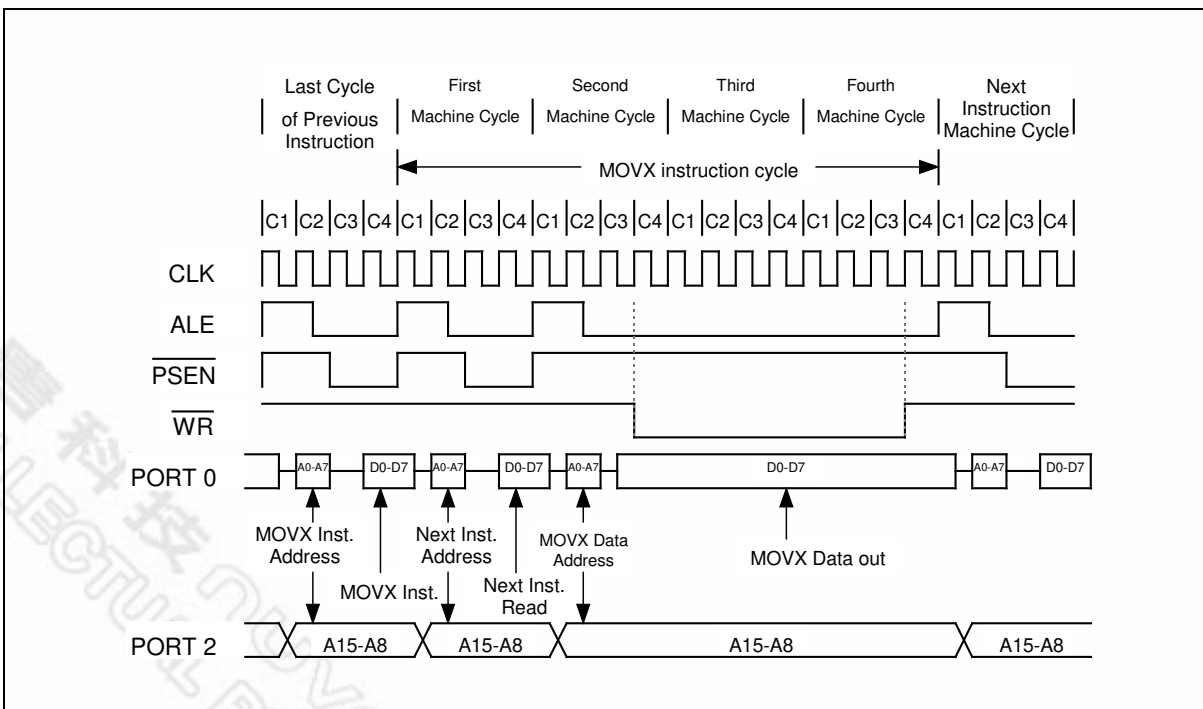 Last Cycle
of Previous
Instruction
First
Machine Cycle
Second
Machine Cycle
Third
Machine Cycle
Fourth
Machine Cycle
Next
Instruction
Machine Cycle
MOVX instruction cycle
C1 C2 C3 C4 C1 C2 C3 C4 C1 C2 C3 C4 C1 C2 C3 C4 C1 C2 C3 C4 C1 C2 C3 C4
CLK
ALE
PSEN
WR
PORT 0
A0-A7 D0-D7 A0-A7 D0-D7 A0-A7 D0-D7 A0-A7 D0-D7
MOVX Inst.
Address
MOVX Inst.
Next Inst.
Address
Next Inst.
Read
MOVX Data
Address
MOVX Data out
PORT 2
A15-A8 A15-A8 A15-A8 A15-A8